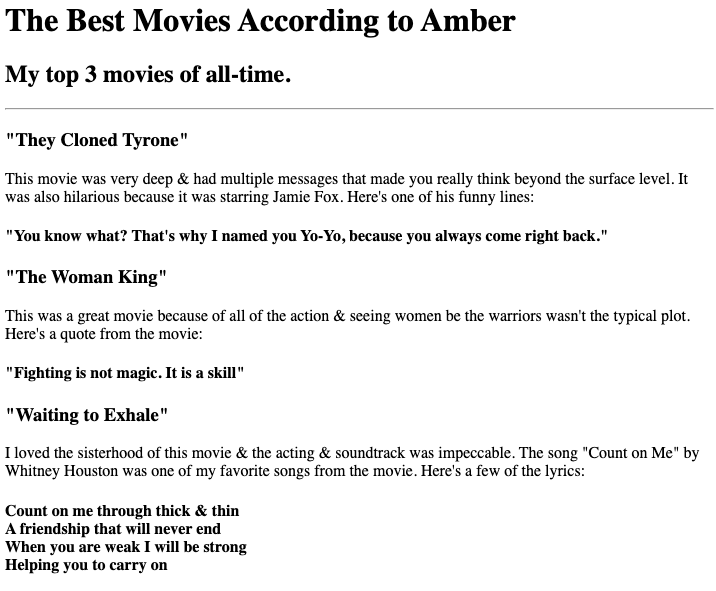 The Best Movies According to Amber
My top 3 movies of all-time.
"They Cloned Tyrone"
This movie was very deep & had multiple messages that made you really think beyond the surface level. It
was also hilarious because it was starring Jamie Fox. Here's one of his funny lines:
"You know what? That's why I named you Yo-Yo, because you always come right back."
"The Woman King"
This was a great movie because of all of the action & seeing women be the warriors wasn't the typical plot.
Here's a quote from the movie:
"Fighting is not magic. It is a skill"
"Waiting to Exhale"
I loved the sisterhood of this movie & the acting & soundtrack was impeccable. The song "Count on Me" by
Whitney Houston was one of my favorite songs from the movie. Here's a few of the lyrics:
Count on me through thick & thin
A friendship that will never end
When you are weak I will be strong
Helping you to carry on